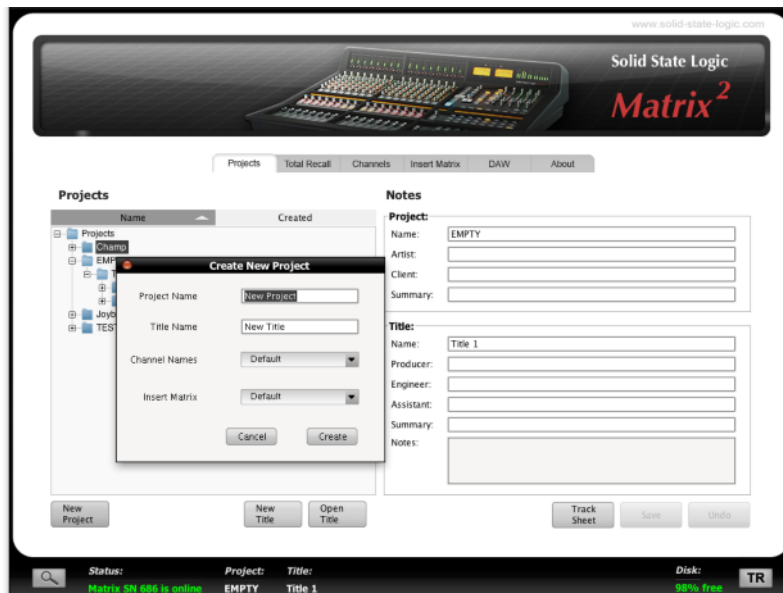 www.solid-state-logic.com
Solid State Logic
Matrix2
Projects Total Recall Channels Insert Matrix DAW About
Projects
Name Created
Projects
Champ
EMP
T
Joyb
TEST
Create New Project
Project Name New Project
Title Name New Title
Channel Names Default
Insert Matrix Default
Cancel Create
New Project
New Title
Open Title
Notes
Project:
Name: EMPTY
Artist:
Client:
Summary:
Title:
Name: Title 1
Producer:
Engineer:
Assistant:
Summary:
Notes:
Track Sheet
Save
Undo
Status: Project: Title: Disk:
Matrix SN 686 is online EMPTY Title 1 98% free
TR